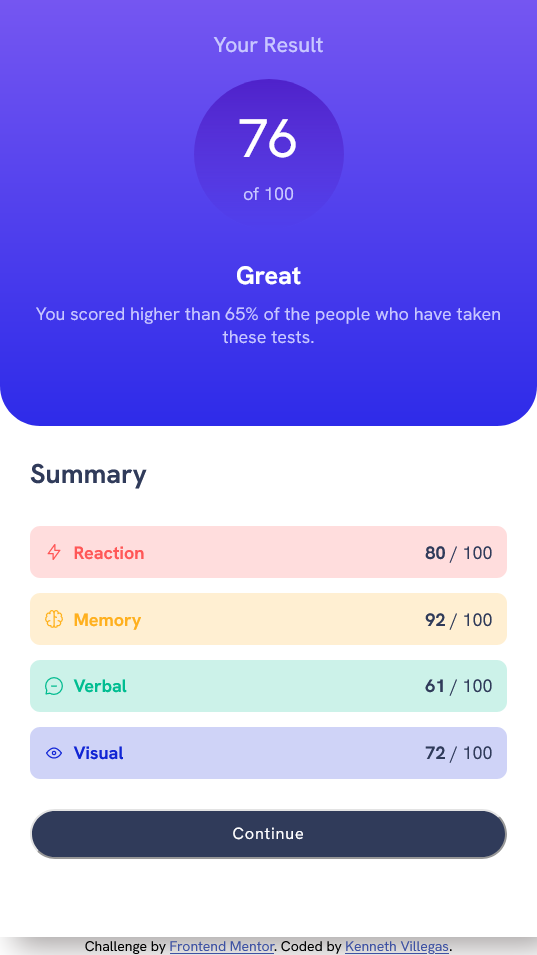 Your Result
76
of 100
Great
You scored higher than 65% of the people who have taken
these tests.
Summary
Reaction 80 / 100
Memory 92 / 100
Verbal 61 / 100
Visual 72 / 100
Continue
Challenge by Frontend Mentor. Coded by Kenneth Villegas.